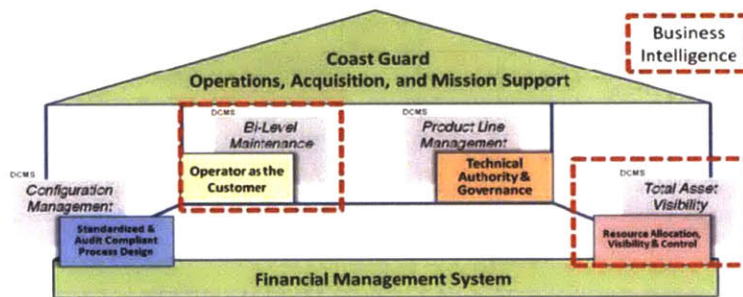 Business
Intelligence
Coast Guard
Operations, Acquisition, and Mission Support
DCMS
Bi-Level
Maintenance
Operator as the
Customer
DCMS
Product Line
Management
Technical
Authority &
Governance
DCMS
Configuration
Management
Standardized &
Audit Compliant
Process Design
DCMS
Total Asset
Visibility
Resource Allocation,
Visibility & Control
Financial Management System